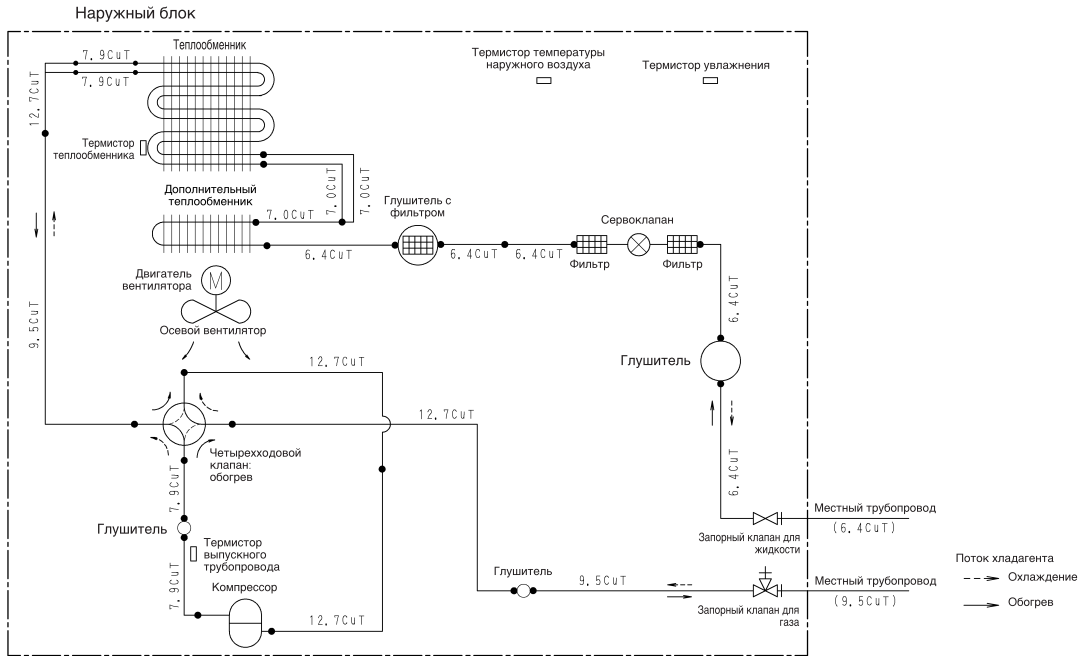 Наружный блок
Теплообменник
7.9CuT
7.9CuT
12.7CuT
Термистор температуры
наружного воздуха
Термистор увлажнения
Термистор
теплообменника
Дополнительный
теплообменник
7.0CuT
7.0CuT
7.0CuT
Глушитель с
фильтром
Сервоклапан
6.4CuT
6.4CuT
6.4CuT
Фильтр
Фильтр
Двигатель
вентилятора
M
Осевой вентилятор
9.5CuT
6.4CuT
Глушитель
12.7CuT
12.7CuT
Четырехходовой
клапан:
обогрев
7.9CuT
6.4CuT
Глушитель
Термистор
выпускного
трубопровода
7.9CuT
Компрессор
12.7CuT
Местный трубопровод
(6.4CuT)
Запорный клапан для
жидкости
Глушитель
9.5CuT
Местный трубопровод
(9.5CuT)
Запорный клапан для
газа
Поток хладагента
Охлаждение
Обогрев